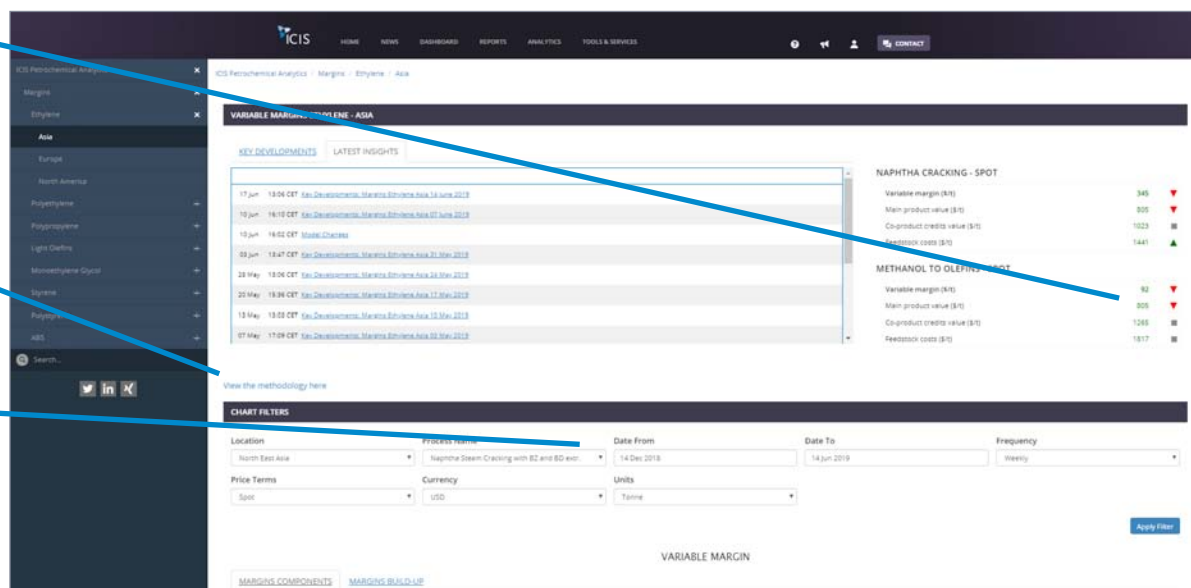 ICIS
HOME NEWS DASHBOARD REPORTS ANALYTICS TOOLS & SERVICES
CONTACT
ICIS Petrochemical Analytics
Margins
Ethylene
Asia
Europe
North America
Polyethylene
Polypropylene
Light Olefins
Monoethylene Glycol
Styrene
ABS
Search...
ICIS Petrochemical Analytics / Margins / Ethylene / Asia
VARIABLE MARGINS ETHYLENE - ASIA
KEY DEVELOPMENTS LATEST INSIGHTS
17 Jun 13:06 CET Key Developments: Margins Ethylene Asia 14 June 2019
10 Jun 16:10 CET Key Developments: Margins Ethylene Asia 07 June 2019
10 Jun 16:02 CET Model Changes
03 Jun 13:47 CET Key Developments: Margins Ethylene Asia 31 May 2019
28 May 13:06 CET Key Developments: Margins Ethylene Asia 24 May 2019
20 May 15:36 CET Key Developments: Margins Ethylene Asia 17 May 2019
13 May 13:03 CET Key Developments: Margins Ethylene Asia 10 May 2019
07 May 17:09 CET Key Developments: Margins Ethylene Asia 03 May 2019
NAPHTHA CRACKING - SPOT
Variable margin ($/t) 345
Main product value ($/t) 805
Co-product credits value ($/t) 1023
Feedstock costs ($/t) 1441
METHANOL TO OLEFINS - SPOT
Variable margin ($/t) 92
Main product value ($/t) 805
Co-product credits value ($/t) 1265
Feedstock costs ($/t) 1817
View the methodology here
CHART FILTERS
Location Process Name Date From Date To Frequency
North East Asia Naphtha Steam Cracking with BZ and BD extr. 14 Dec 2018 14 Jun 2019 Weekly
Price Terms Currency Units
Spot USD Tonne
Apply Filter
VARIABLE MARGIN
MARGINS COMPONENTS MARGINS BUILD-UP